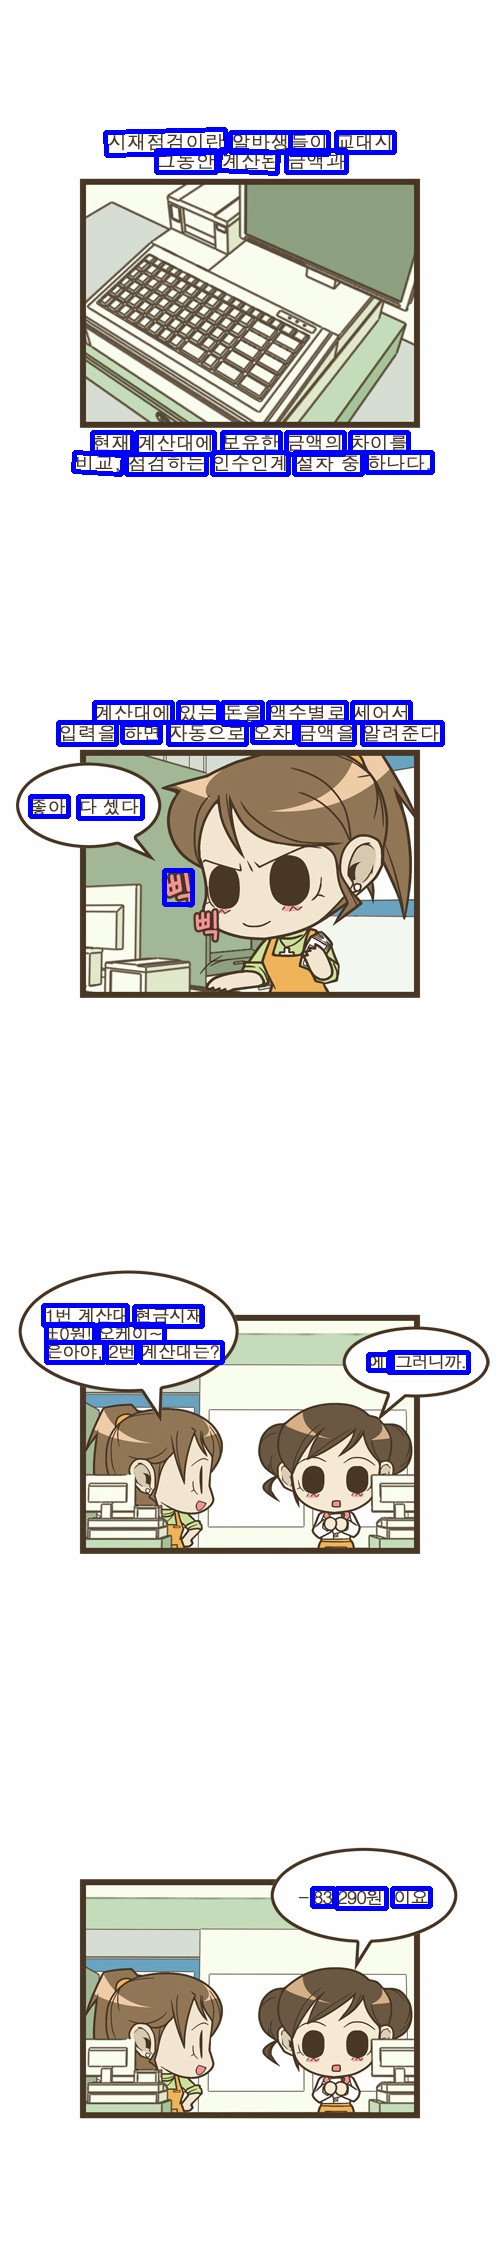 시재점검이란 알바생들이 교대시
그동안 계산된 금액과
현재 계산대에 보유한 금액의 차이를
비교, 점검하는 인수인계 절차 중 하나다.
계산대에 있는 돈을 액수별로 세어서
입력을 하면 자동으로 오차 금액을 알려준다
좋아 다 셌다
삑
삑
1번 계산대 현금시재
±0원! 오케이~
은아야, 2번 계산대는?
에 그러니까.
-83,290원 이요